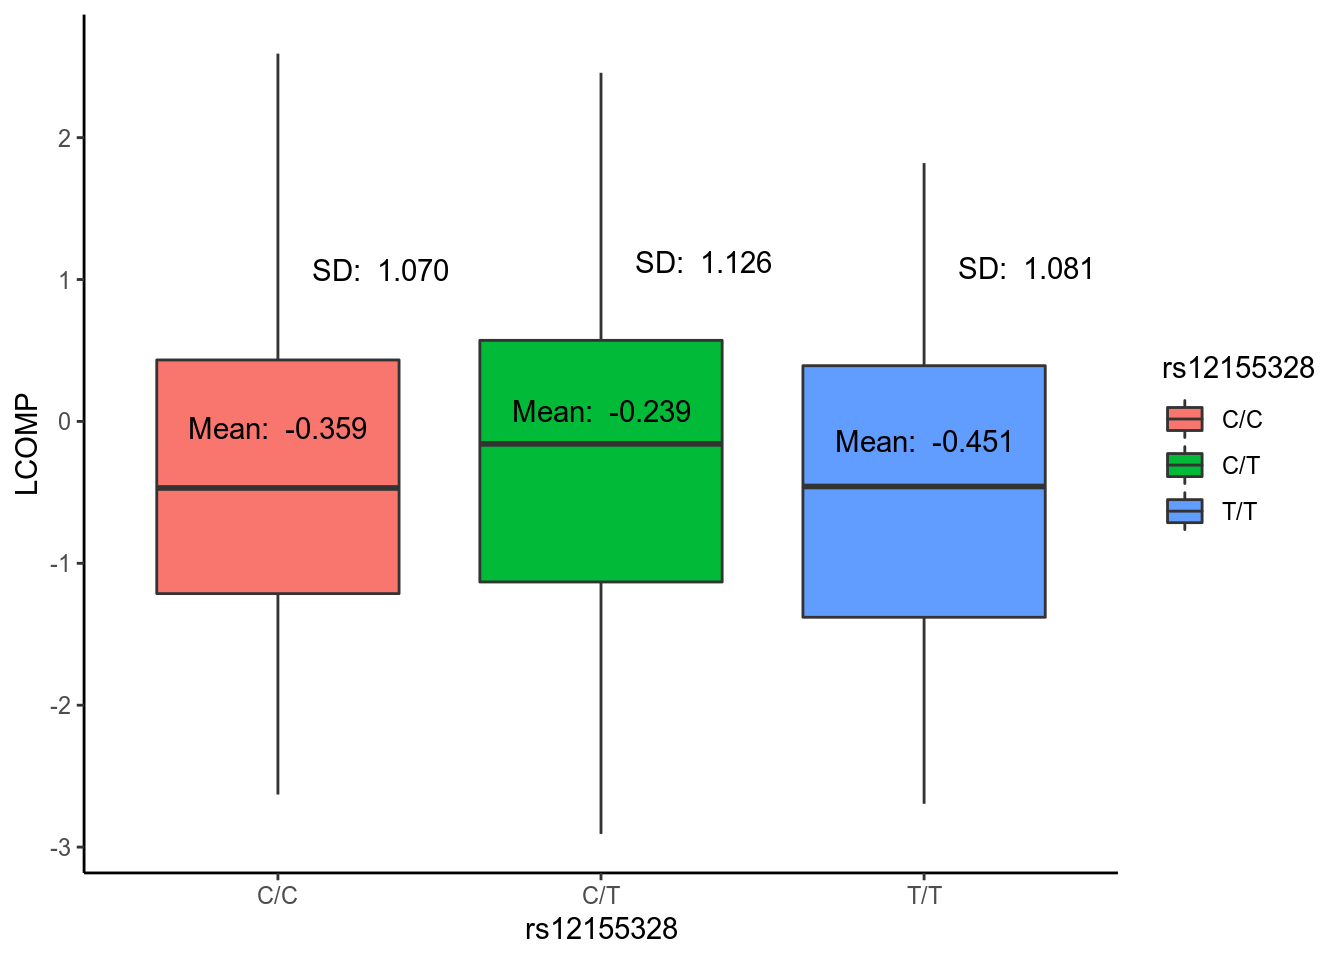 LCOMP
2
1
0
-1
-2
-3
SD:  1.070
SD:  1.126
SD:  1.081
Mean:  -0.359
Mean:  -0.239
Mean:  -0.451
C/C
C/T
T/T
rs12155328
rs12155328
C/C
C/T
T/T